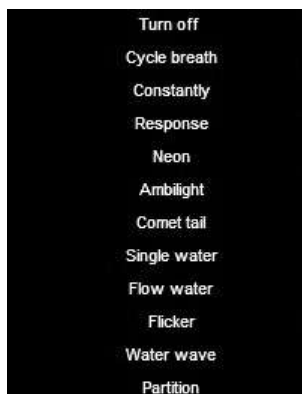 Turn off
Cycle breath
Constantly
Response
Neon
Ambilight
Comet tail
Single water
Flow water
Flicker
Water wave
Partition